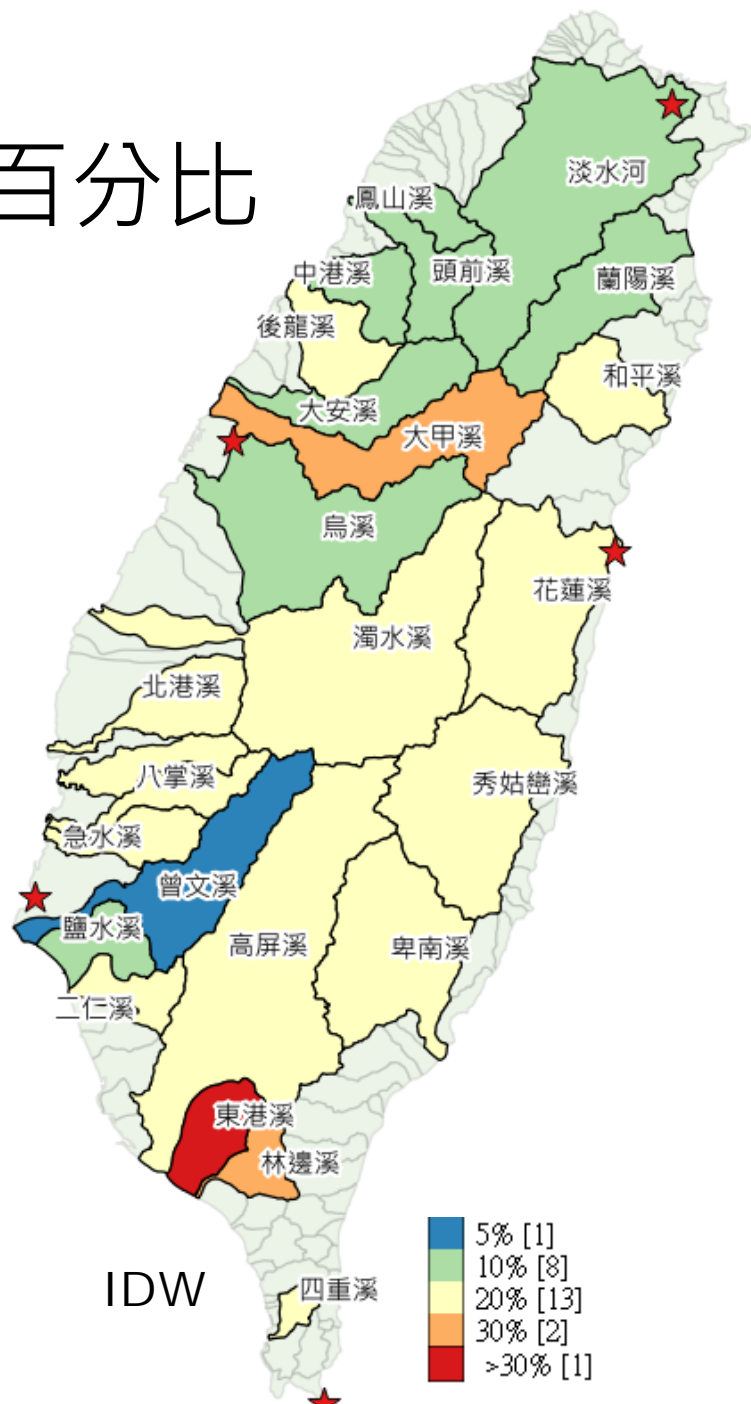 百分比
淡水河
鳳山溪
頭前溪
中港溪
蘭陽溪
後龍溪
和平溪
大安溪
大甲溪
烏溪
花蓮溪
濁水溪
北港溪
八掌溪
秀姑巒溪
急水溪
曾文溪
鹽水溪
高屏溪
卑南溪
二仁溪
東港溪
林邊溪
四重溪
IDW
5% [1]
10% [8]
20% [13]
30% [2]
>30% [1]